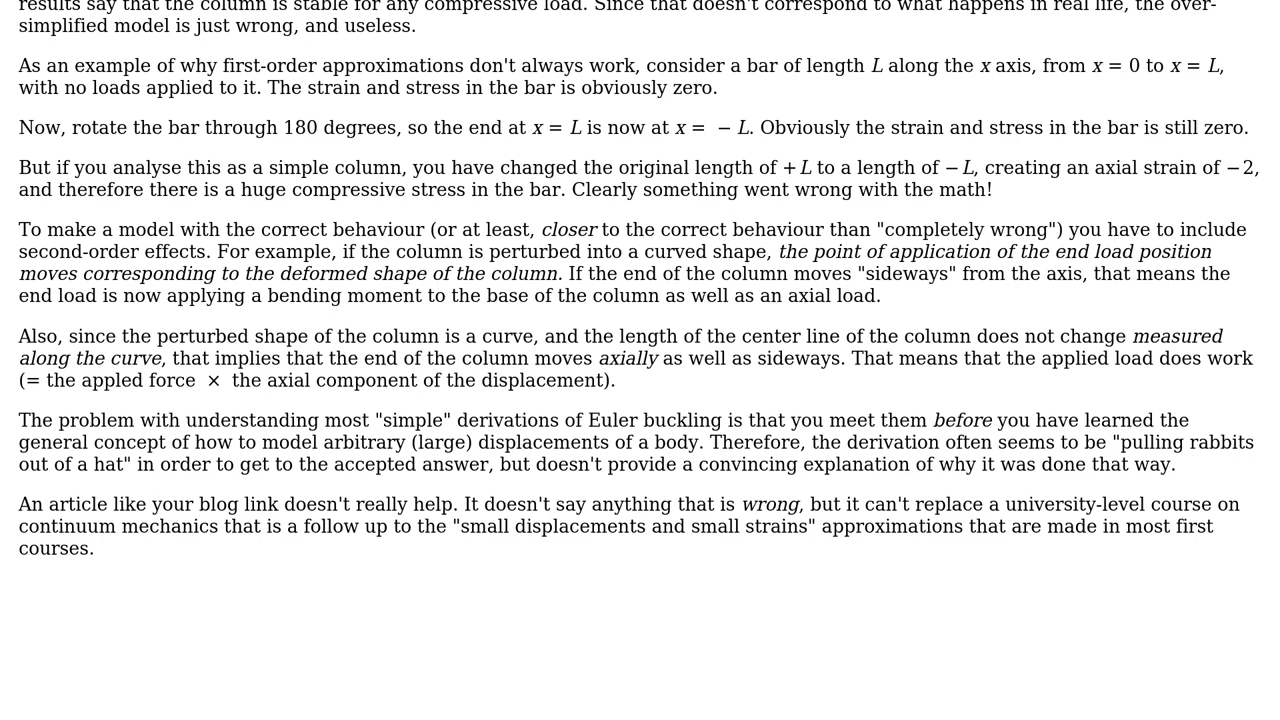 results say that the column is stable for any compressive load. Since that doesn't correspond to what happens in real life, the over-
simplified model is just wrong, and useless.
As an example of why first-order approximations don't always work, consider a bar of length L along the x axis, from x = 0 to x = L,
with no loads applied to it. The strain and stress in the bar is obviously zero.
Now, rotate the bar through 180 degrees, so the end at x = L is now at x = − L. Obviously the strain and stress in the bar is still zero.
But if you analyse this as a simple column, you have changed the original length of +L to a length of −L, creating an axial strain of −2,
and therefore there is a huge compressive stress in the bar. Clearly something went wrong with the math!
To make a model with the correct behaviour (or at least, closer to the correct behaviour than "completely wrong") you have to include
second-order effects. For example, if the column is perturbed into a curved shape, the point of application of the end load position
moves corresponding to the deformed shape of the column. If the end of the column moves "sideways" from the axis, that means the
end load is now applying a bending moment to the base of the column as well as an axial load.
Also, since the perturbed shape of the column is a curve, and the length of the center line of the column does not change measured
along the curve, that implies that the end of the column moves axially as well as sideways. That means that the applied load does work
(= the appled force × the axial component of the displacement).
The problem with understanding most "simple" derivations of Euler buckling is that you meet them before you have learned the
general concept of how to model arbitrary (large) displacements of a body. Therefore, the derivation often seems to be "pulling rabbits
out of a hat" in order to get to the accepted answer, but doesn't provide a convincing explanation of why it was done that way.
An article like your blog link doesn't really help. It doesn't say anything that is wrong, but it can't replace a university-level course on
continuum mechanics that is a follow up to the "small displacements and small strains" approximations that are made in most first
courses.